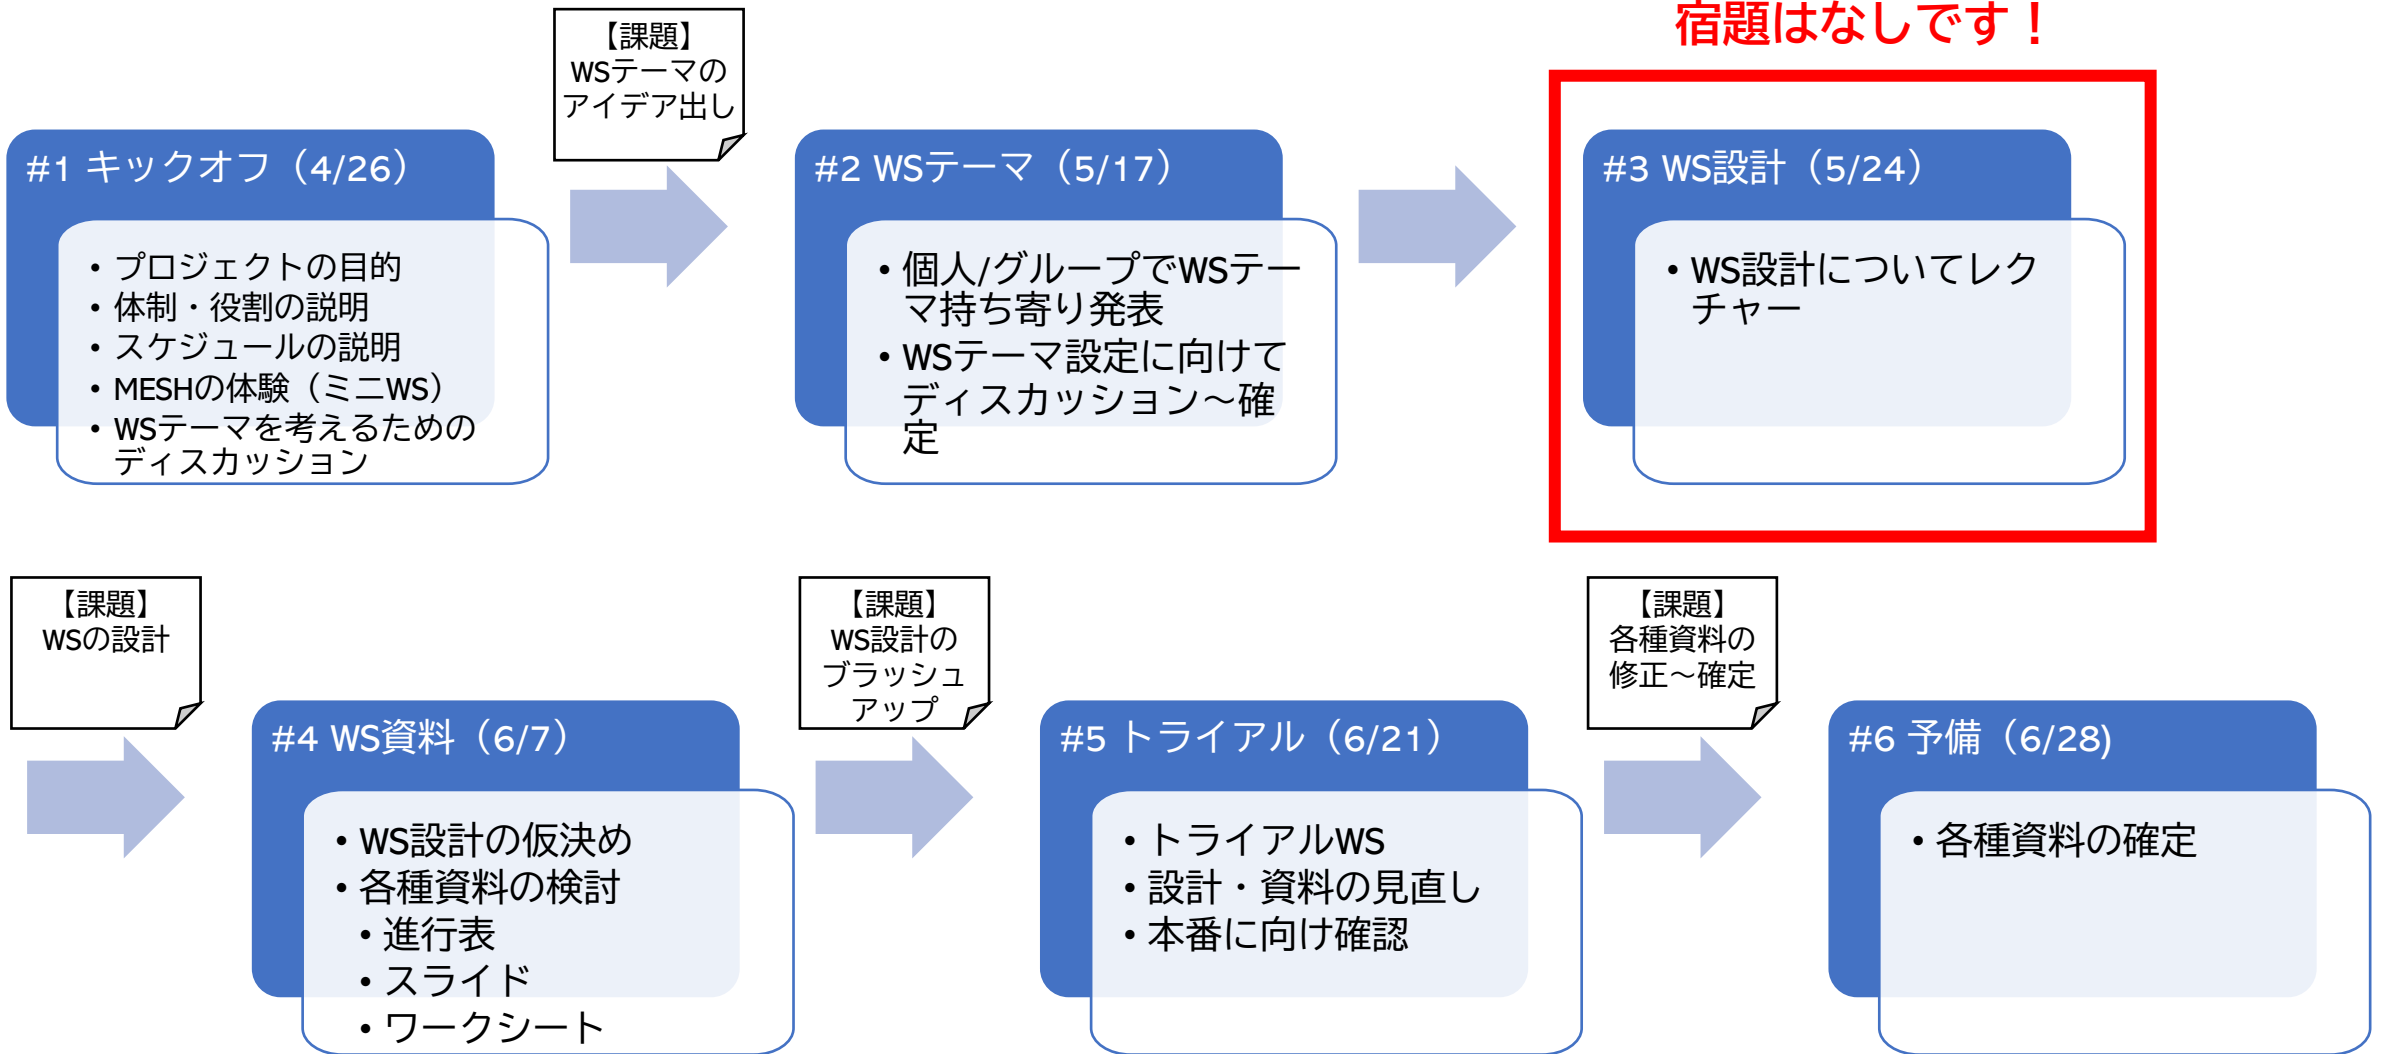 宿題はなしです！
【課題】
WSテーマの
アイデア出し
#1 キックオフ（4/26）
• プロジェクトの目的
• 体制・役割の説明
• スケジュールの説明
• MESHの体験（ミニWS）
• WSテーマを考えるための
ディスカッション
#2 WSテーマ（5/17）
• 個人/グループでWSテー
マ持ち寄り発表
• WSテーマ設定に向けて
ディスカッション～確
定
#3 WS設計（5/24）
• WS設計についてレク
チャー
【課題】
WSの設計
#4 WS資料（6/7）
• WS設計の仮決め
• 各種資料の検討
• 進行表
• スライド
• ワークシート
【課題】
WS設計の
ブラッシュ
アップ
#5 トライアル（6/21）
• トライアルWS
• 設計・資料の見直し
• 本番に向け確認
【課題】
各種資料の
修正～確定
#6 予備（6/28)
• 各種資料の確定